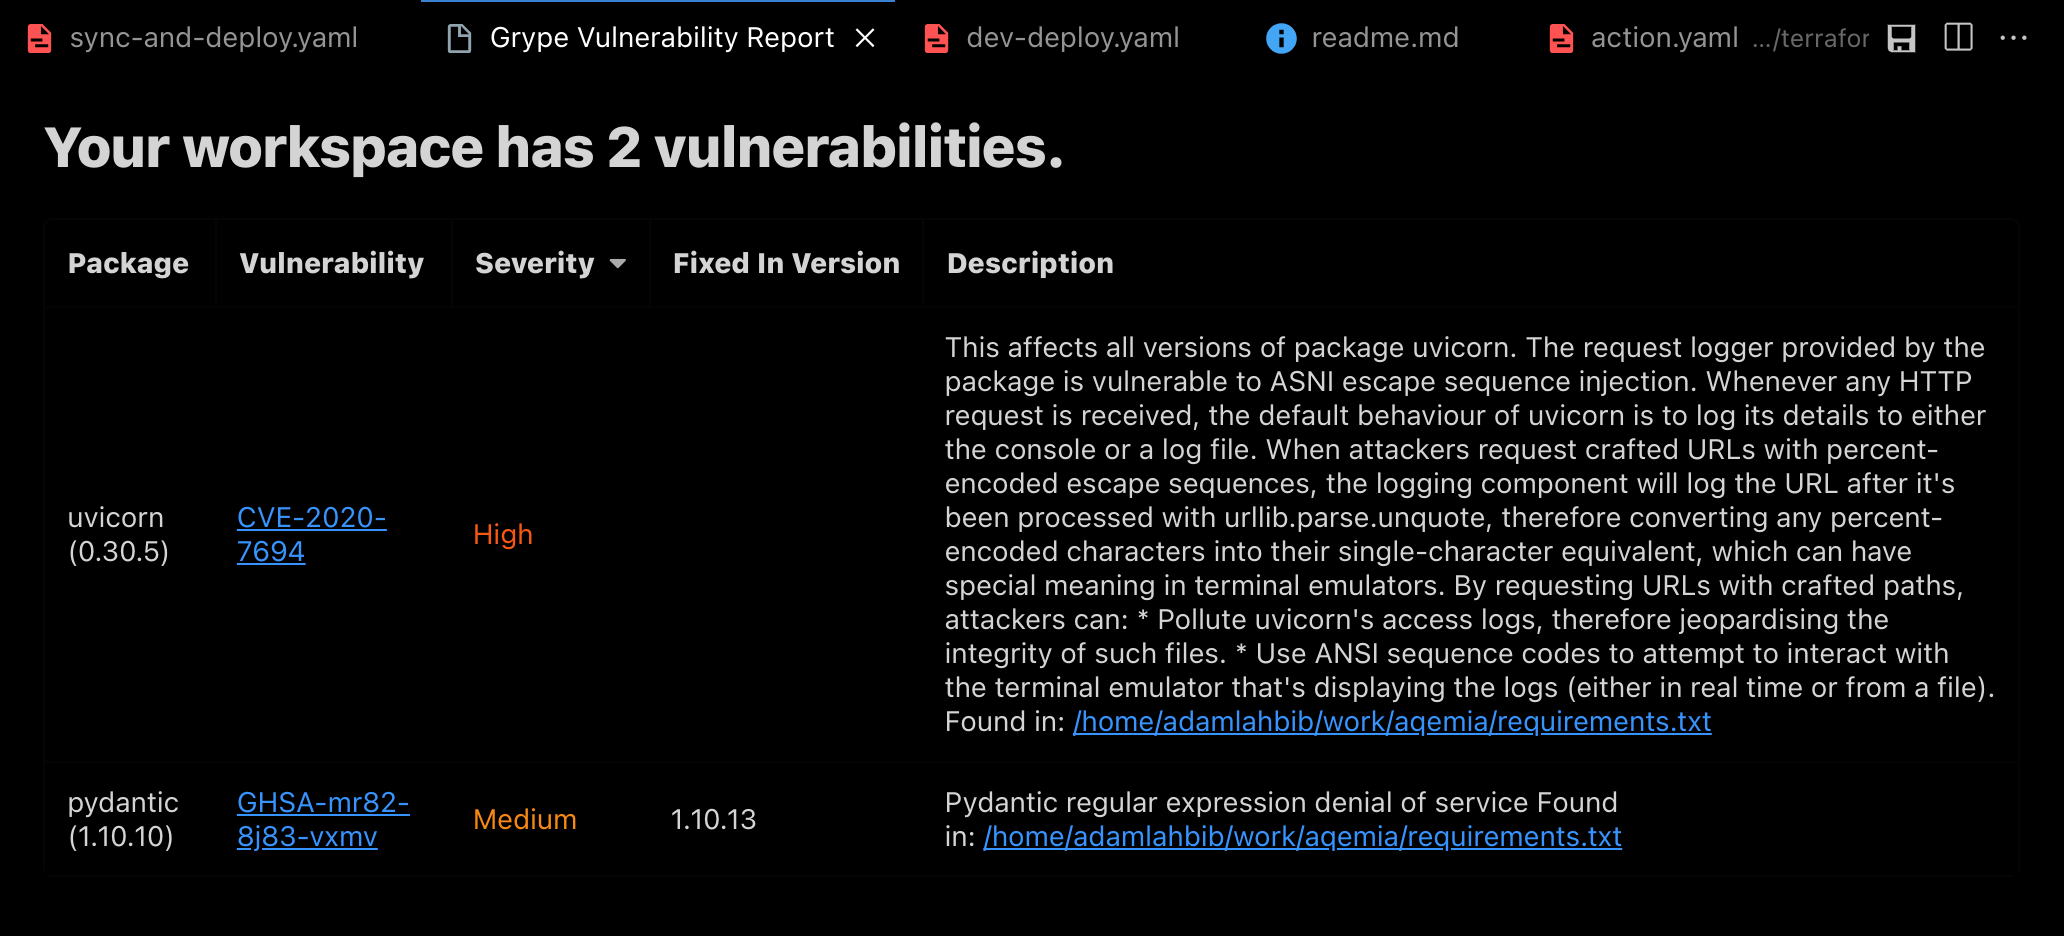 sync-and-deploy.yaml
Grype Vulnerability Report
dev-deploy.yaml
readme.md
action.yaml .../terrafor
Your workspace has 2 vulnerabilities.
Package
Vulnerability
Severity
Fixed In Version
Description
uvicorn
(0.30.5)
CVE-2020-
7694
High
This affects all versions of package uvicorn. The request logger provided by the
package is vulnerable to ASNI escape sequence injection. Whenever any HTTP
request is received, the default behaviour of uvicorn is to log its details to either
the console or a log file. When attackers request crafted URLs with percent-
encoded escape sequences, the logging component will log the URL after it's
been processed with urllib.parse.unquote, therefore converting any percent-
encoded characters into their single-character equivalent, which can have
special meaning in terminal emulators. By requesting URLs with crafted paths,
attackers can: * Pollute uvicorn's access logs, therefore jeopardising the
integrity of such files. * Use ANSI sequence codes to attempt to interact with
the terminal emulator that's displaying the logs (either in real time or from a file).
Found in: /home/adamlahbib/work/aqemia/requirements.txt
pydantic
(1.10.10)
GHSA-mr82-
8j83-vxmv
Medium
1.10.13
Pydantic regular expression denial of service Found
in: /home/adamlahbib/work/aqemia/requirements.txt